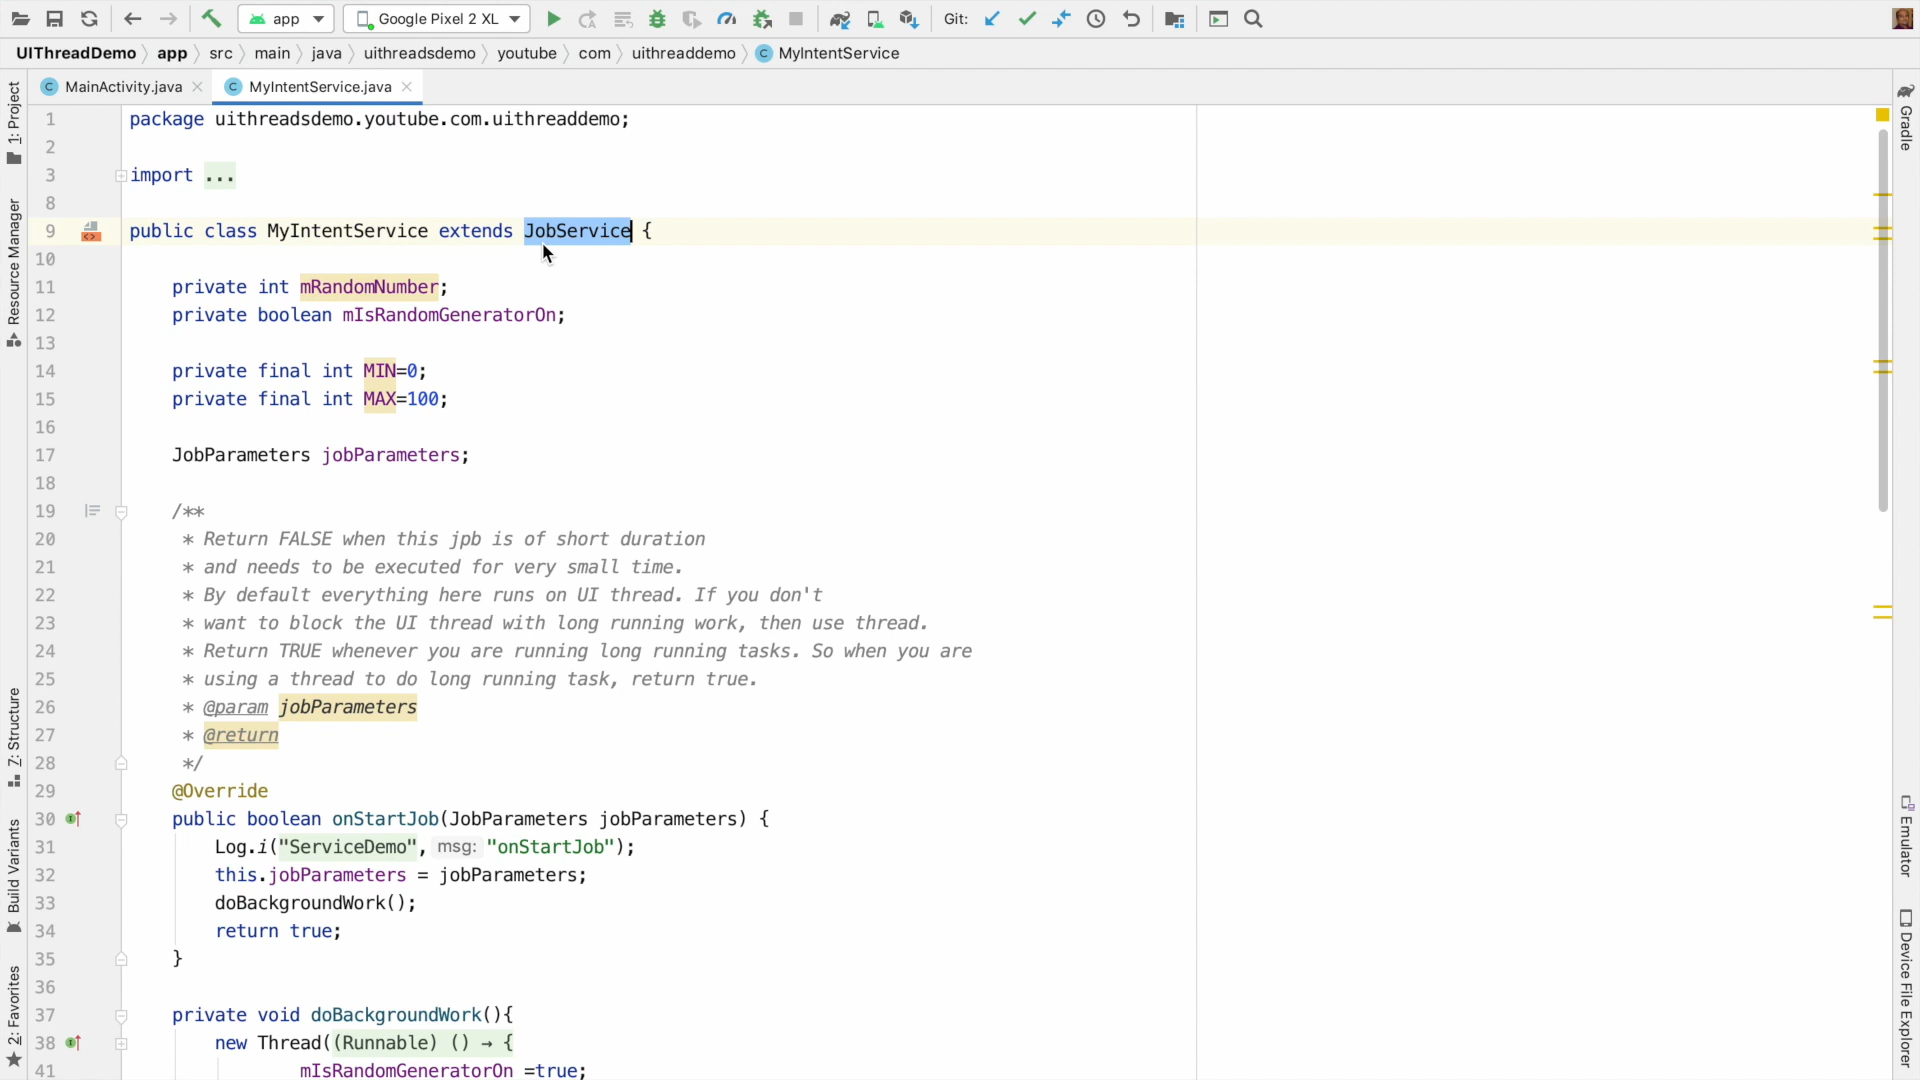 app
Google Pixel 2 XL
Git:
UIThreadDemo
app
src
main
java
uithreadsdemo
youtube
com
uithreaddemo
C MyIntentService
C MainActivity.java
C MyIntentService.java
1: Project
Resource Manager
7: Structure
Build Variants
2: Favorites
1 package uithreadsdemo.youtube.com.uithreaddemo;
2
3 import ...
8
9 public class MyIntentService extends JobService {
10
11 private int mRandomNumber;
12 private boolean mIsRandomGeneratorOn;
13
14 private final int MIN=0;
15 private final int MAX=100;
16
17 JobParameters jobParameters;
18
19 /**
20 * Return FALSE when this jpb is of short duration
21 * and needs to be executed for very small time.
22 * By default everything here runs on UI thread. If you don't
23 * want to block the UI thread with long running work, then use thread.
24 * Return TRUE whenever you are running long running tasks. So when you are
25 * using a thread to do long running task, return true.
26 * @param jobParameters
27 * @return
28 */
29 @Override
30 public boolean onStartJob(JobParameters jobParameters) {
31 Log.i("ServiceDemo", msg: "onStartJob");
32 this.jobParameters = jobParameters;
33 doBackgroundWork();
34 return true;
35 }
36
37 private void doBackgroundWork(){
38 new Thread((Runnable) () → {
41 mIsRandomGeneratorOn =true;
Gradle
Emulator
Device File Explorer